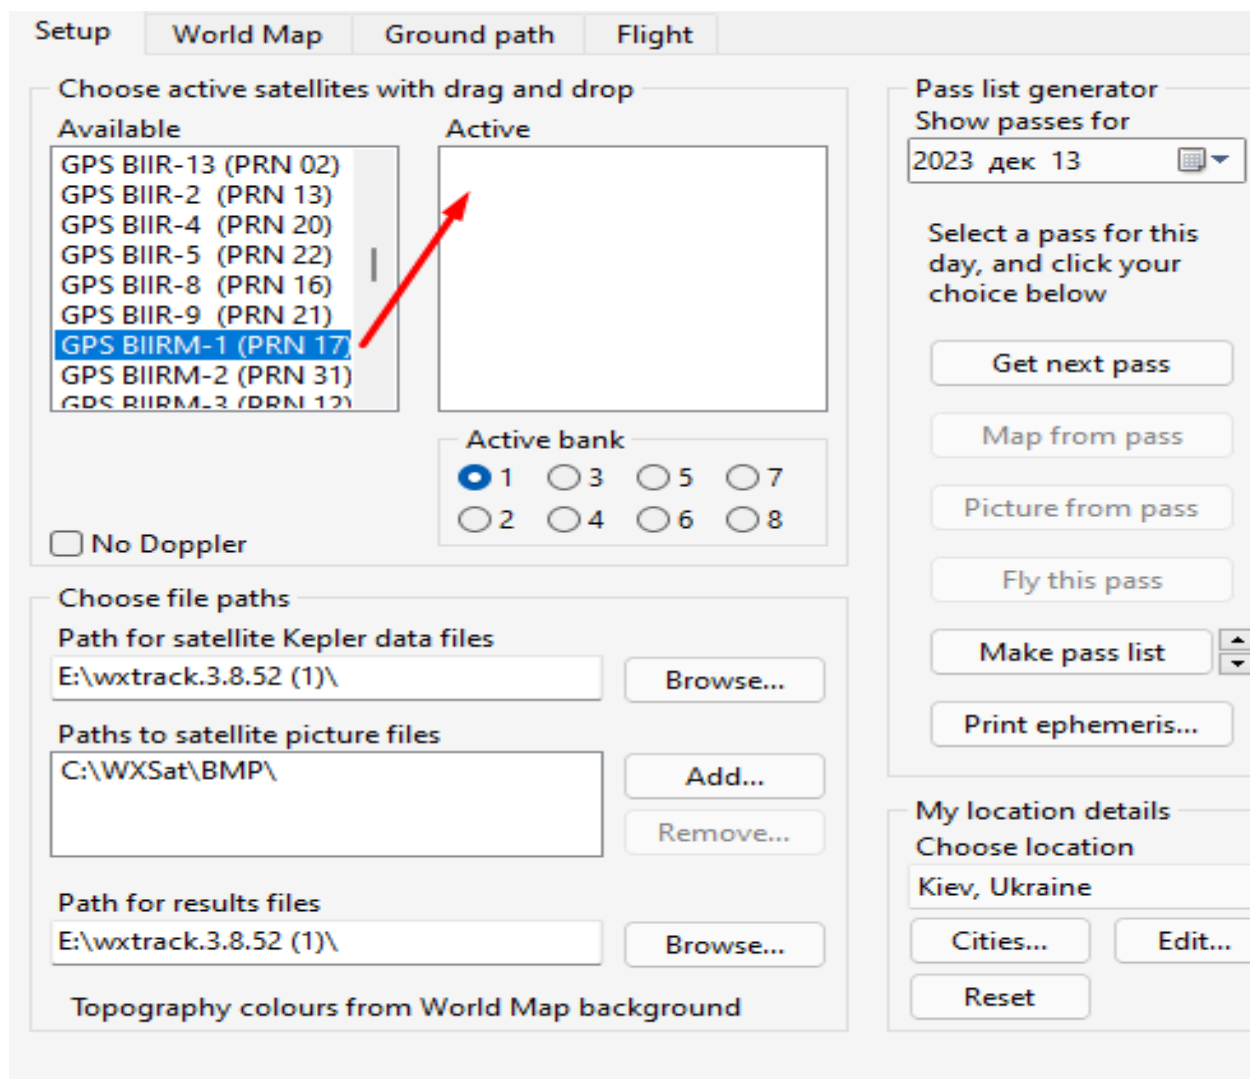 Setup
World Map
Ground path
Flight
Choose active satellites with drag and drop
Available
Active
GPS BIIR-13 (PRN 02)
GPS BIIR-2 (PRN 13)
GPS BIIR-4 (PRN 20)
GPS BIIR-5 (PRN 22)
GPS BIIR-8 (PRN 16)
GPS BIIR-9 (PRN 21)
GPS BIIRM-1 (PRN 17)
GPS BIIRM-2 (PRN 31)
GPS BIIRM-3 (PRN 12)
Active bank
1 3 5 7
2 4 6 8
No Doppler
Choose file paths
Path for satellite Kepler data files
E:\wxtrack.3.8.52 (1)\
Browse...
Paths to satellite picture files
C:\WXSat\BMP\
Add...
Remove...
Path for results files
E:\wxtrack.3.8.52 (1)\
Browse...
Topography colours from World Map background
Pass list generator
Show passes for
2023 дек 13
Select a pass for this
day, and click your
choice below
Get next pass
Map from pass
Picture from pass
Fly this pass
Make pass list
Print ephemeris...
My location details
Choose location
Kiev, Ukraine
Cities...
Edit...
Reset